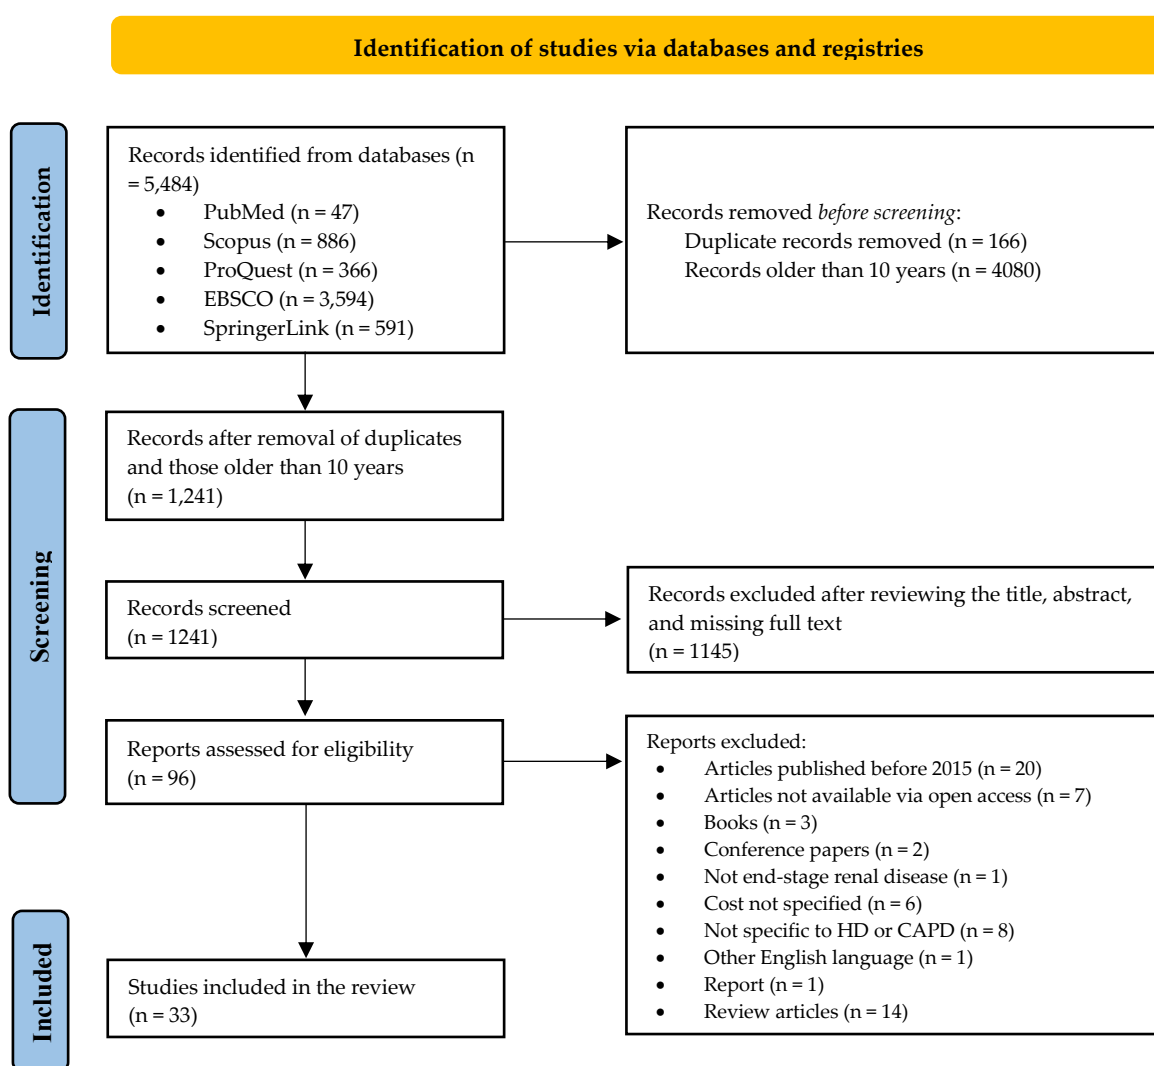 Identification of studies via databases and registries
Identification
Records identified from databases (n
= 5,484)
• PubMed (n = 47)
• Scopus (n = 886)
• ProQuest (n = 366)
• EBSCO (n = 3,594)
• SpringerLink (n = 591)
Records removed before screening:
Duplicate records removed (n = 166)
Records older than 10 years (n = 4080)
Screening
Records after removal of duplicates
and those older than 10 years
(n = 1,241)
Records screened
(n = 1241)
Records excluded after reviewing the title, abstract,
and missing full text
(n = 1145)
Reports assessed for eligibility
(n = 96)
Reports excluded:
• Articles published before 2015 (n = 20)
• Articles not available via open access (n = 7)
• Books (n = 3)
• Conference papers (n = 2)
• Not end-stage renal disease (n = 1)
• Cost not specified (n = 6)
• Not specific to HD or CAPD (n = 8)
• Other English language (n = 1)
• Report (n = 1)
• Review articles (n = 14)
Included
Studies included in the review
(n = 33)